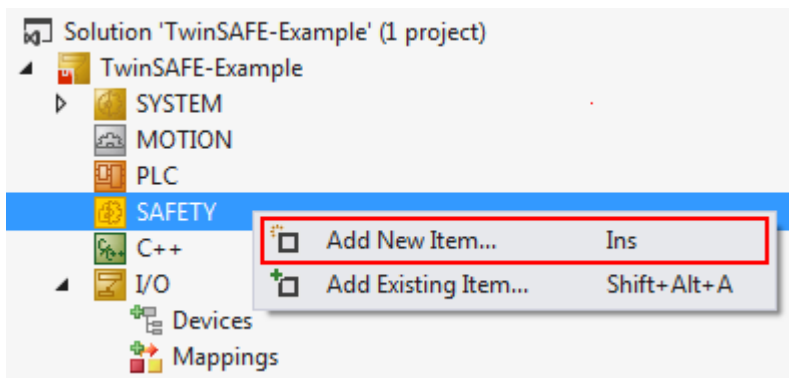 Solution 'TwinSAFE-Example' (1 project)
TwinSAFE-Example
SYSTEM
MOTION
PLC
SAFETY
Add New Item... Ins
C++
Add Existing Item... Shift+Alt+A
I/O
Devices
Mappings